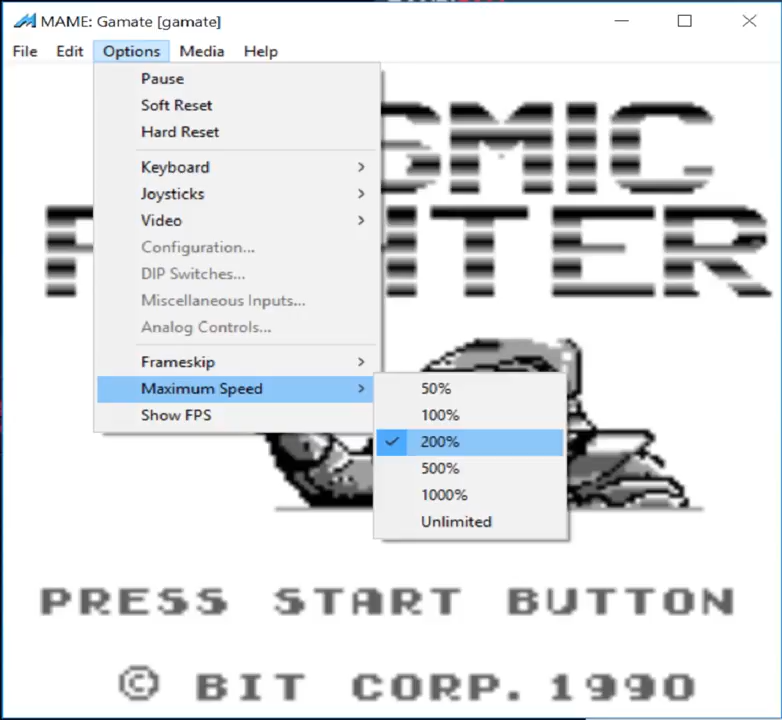 MAME: Gamate [gamate]
File Edit Options Media Help
Pause
Soft Reset
Hard Reset
Keyboard
Joysticks
Video
Configuration...
DIP Switches...
Miscellaneous Inputs...
Analog Controls...
Frameskip
Maximum Speed
Show FPS
50%
100%
200%
500%
1000%
Unlimited
PRESS START BUTTON
© BIT CORP. 1990